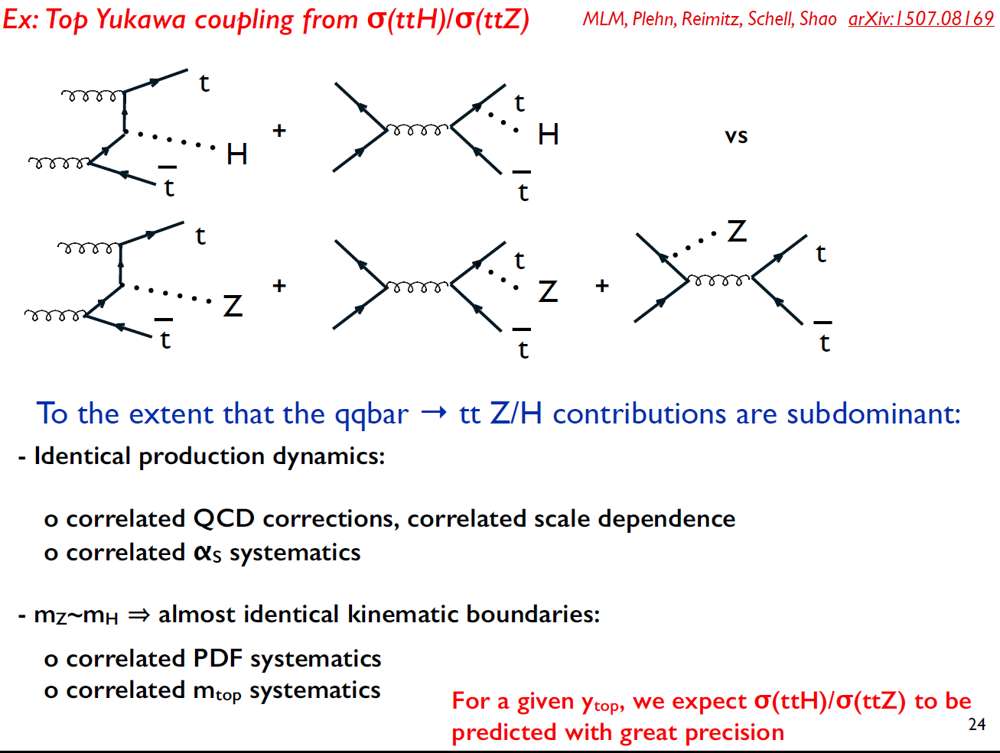 Ex: Top Yukawa coupling from σ(ttH)/σ(ttZ)
MLM, Plehn, Reimitz, Schell, Shao arXiv:1507.08169
t
H
t̅
+
t
H
t̅
vs
t
Z
t̅
+
t
Z
t̅
+
Z
t
t̅
To the extent that the qqbar → tt Z/H contributions are subdominant:
- Identical production dynamics:
o correlated QCD corrections, correlated scale dependence
o correlated αS systematics
- mZ~mH ⇒ almost identical kinematic boundaries:
o correlated PDF systematics
o correlated mtop systematics
For a given ytop, we expect σ(ttH)/σ(ttZ) to be
predicted with great precision
24